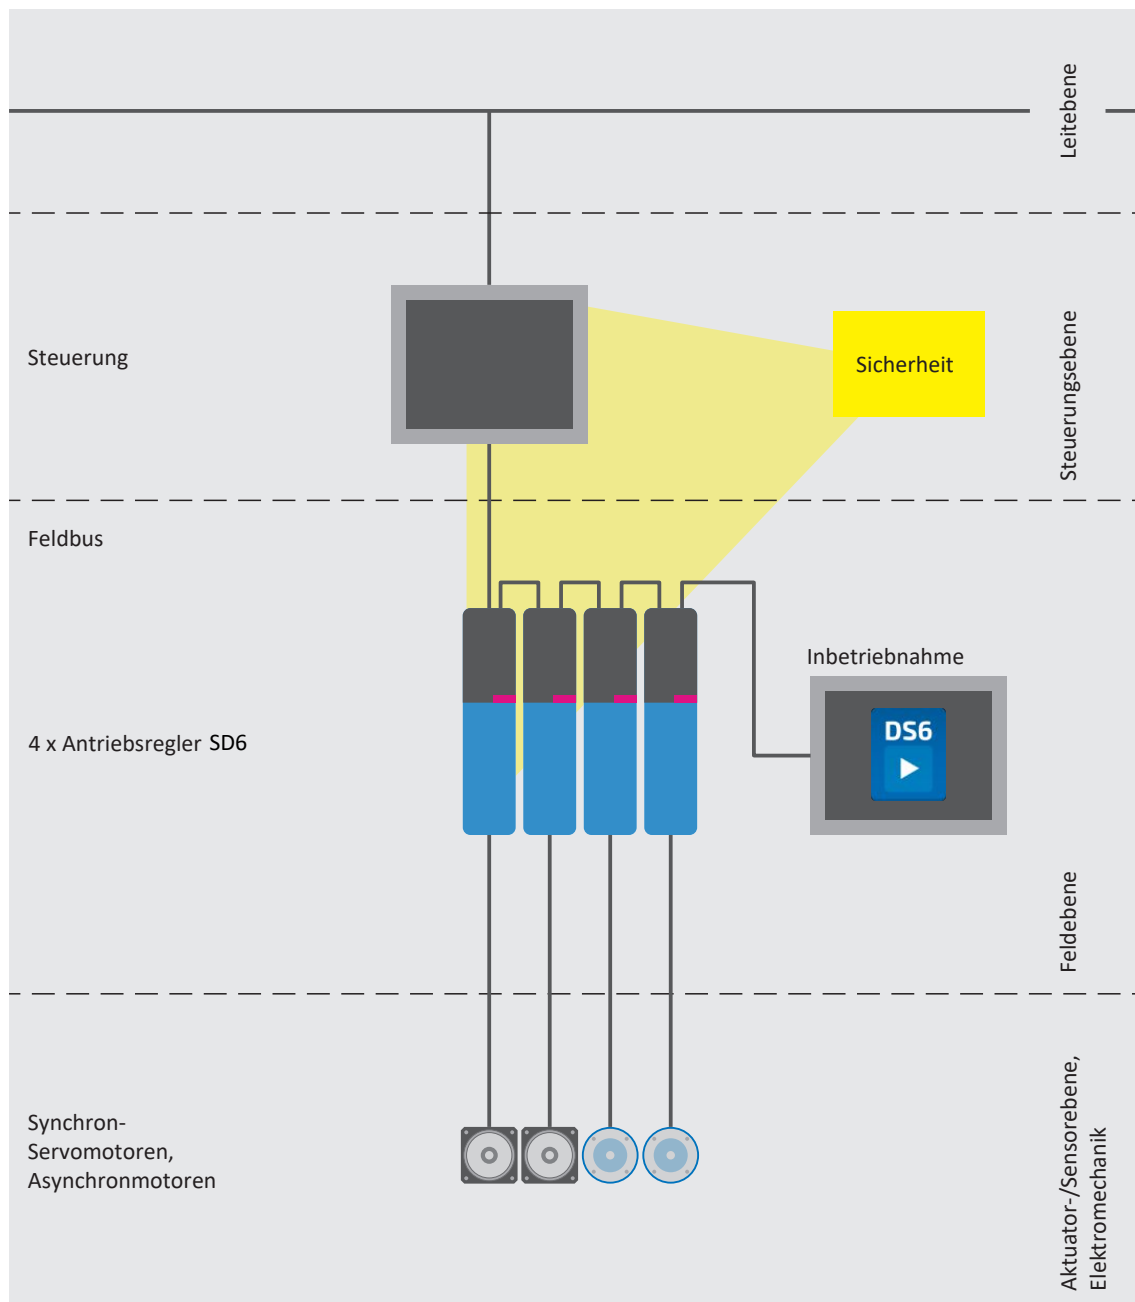 Leitebene
Steuerung
Sicherheit
Steuerungsebene
Feldbus
Inbetriebnahme
4 x Antriebsregler SD6
DS6
Feldebene
Synchron-
Servomotoren,
Asynchronmotoren
Aktuator-/Sensorebene,
Elektromechanik